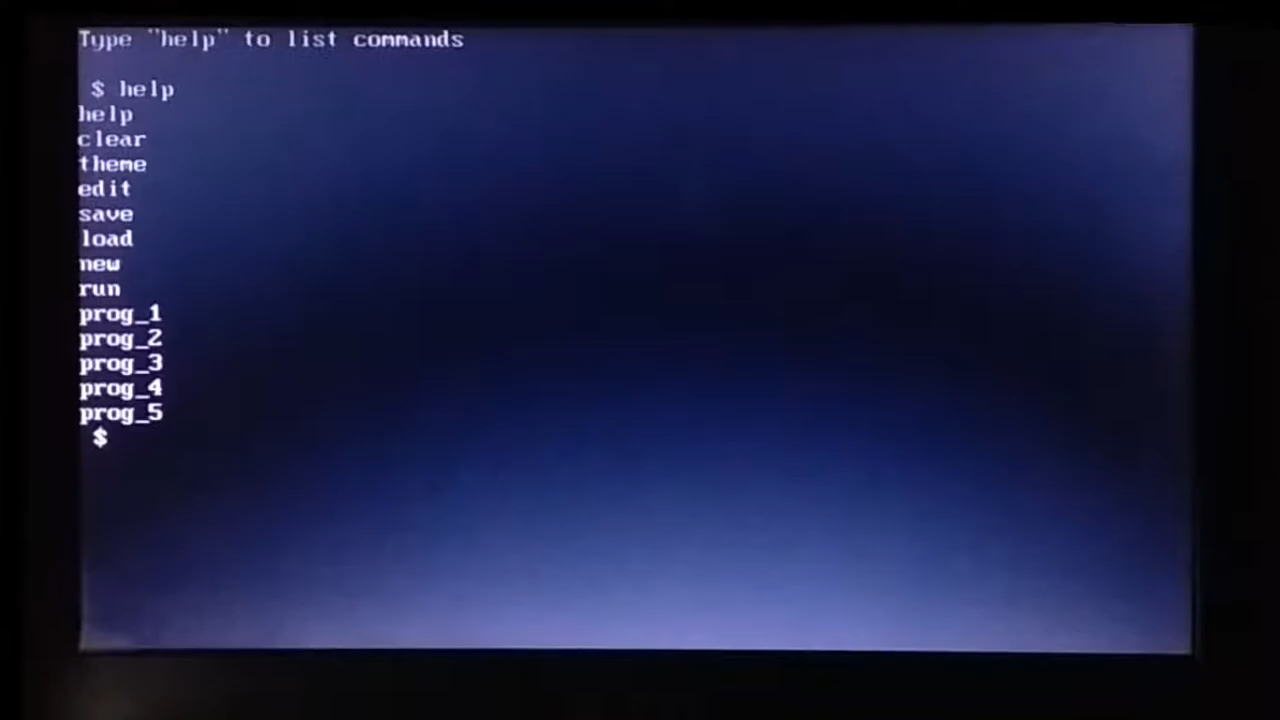 Type "help" to list commands
$ help
help
clear
theme
edit
save
load
new
run
prog_1
prog_2
prog_3
prog_4
prog_5
$